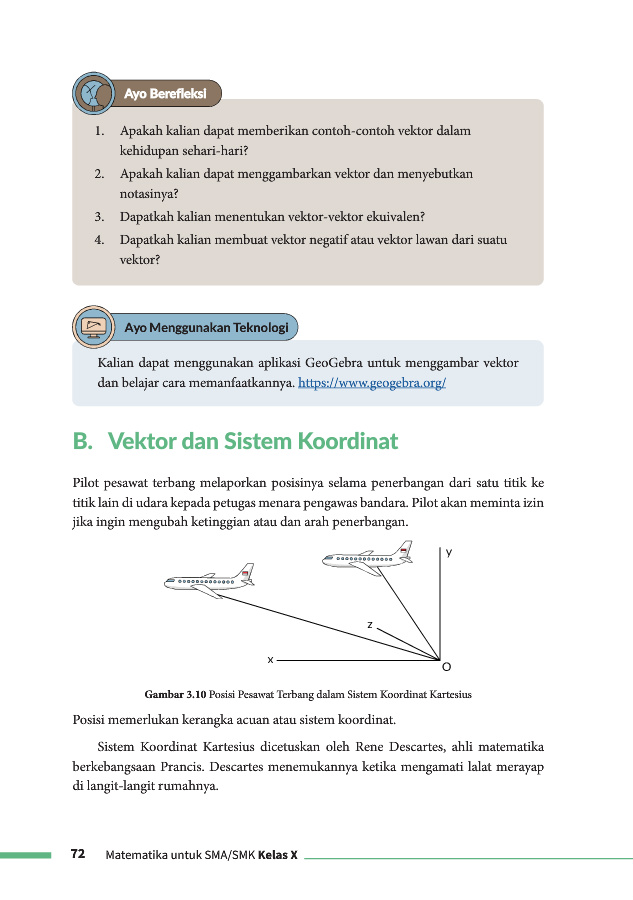 Ayo Berefleksi
1. Apakah kalian dapat memberikan contoh-contoh vektor dalam
kehidupan sehari-hari?
2. Apakah kalian dapat menggambarkan vektor dan menyebutkan
notasinya?
3. Dapatkah kalian menentukan vektor-vektor ekuivalen?
4. Dapatkah kalian membuat vektor negatif atau vektor lawan dari suatu
vektor?
Ayo Menggunakan Teknologi
Kalian dapat menggunakan aplikasi GeoGebra untuk menggambar vektor
dan belajar cara memanfaatkannya. https://www.geogebra.org/
B. Vektor dan Sistem Koordinat
Pilot pesawat terbang melaporkan posisinya selama penerbangan dari satu titik ke
titik lain di udara kepada petugas menara pengawas bandara. Pilot akan meminta izin
jika ingin mengubah ketinggian atau dan arah penerbangan.
y
z
x
O
Gambar 3.10 Posisi Pesawat Terbang dalam Sistem Koordinat Kartesius
Posisi memerlukan kerangka acuan atau sistem koordinat.
Sistem Koordinat Kartesius dicetuskan oleh Rene Descartes, ahli matematika
berkebangsaan Prancis. Descartes menemukannya ketika mengamati lalat merayap
di langit-langit rumahnya.
72 Matematika untuk SMA/SMK Kelas X